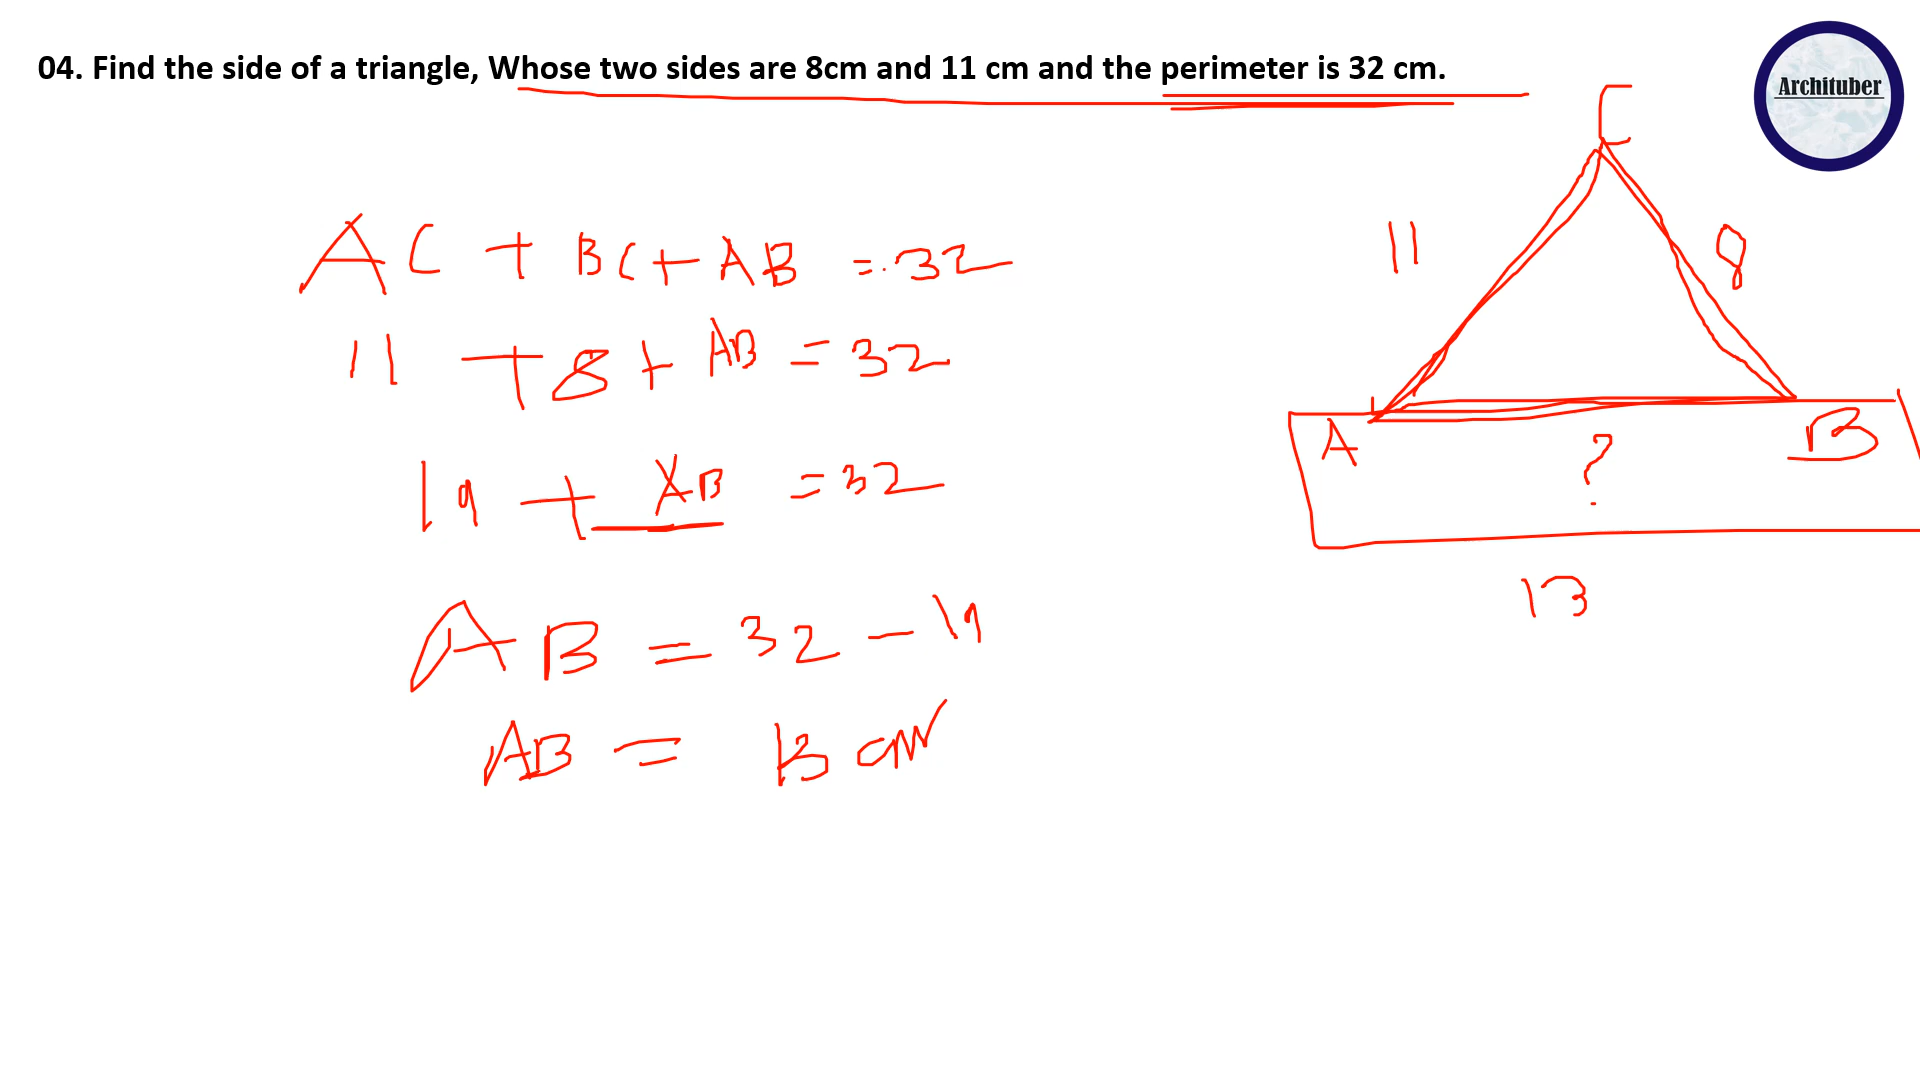 04. Find the side of a triangle, Whose two sides are 8cm and 11 cm and the perimeter is 32 cm.
Archituber
C
AC + BC + AB = 32
11
8
11 + 8 + AB = 32
A
?
B
19 + AB = 32
13
AB = 32 - 19
AB = 13 cm